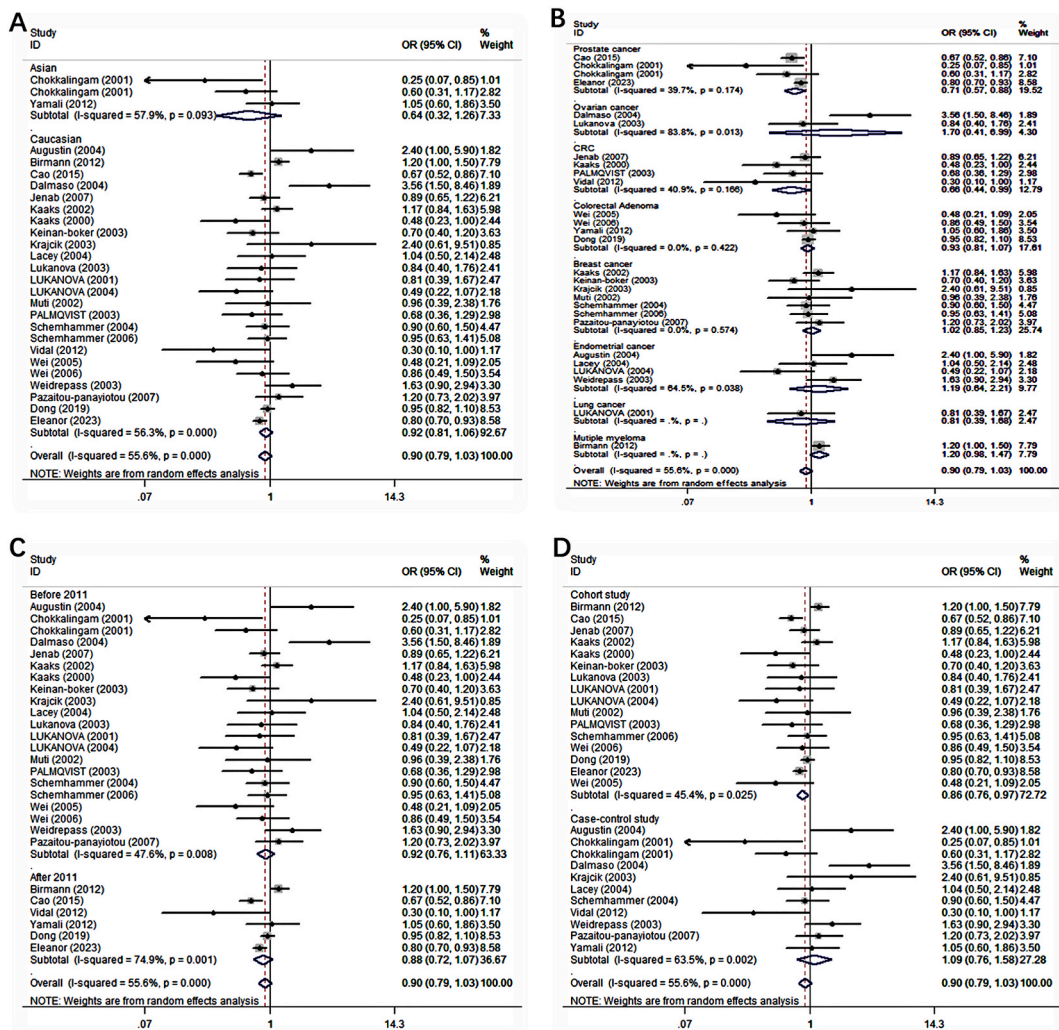 A
Study %
ID OR (95% CI) Weight
Asian
Chokkalingam (2001) 0.25 (0.07, 0.85) 1.01
Chokkalingam (2001) 0.60 (0.31, 1.17) 2.82
Yamali (2012) 1.05 (0.60, 1.86) 3.50
Subtotal (I-squared = 57.9%, p = 0.093) 0.64 (0.32, 1.26) 7.33
.
Caucasian
Augustin (2004) 2.40 (1.00, 5.90) 1.82
Birmann (2012) 1.20 (1.00, 1.50) 7.79
Cao (2015) 0.67 (0.52, 0.86) 7.10
Dalmaso (2004) 3.56 (1.50, 8.46) 1.89
Jenab (2007) 0.89 (0.65, 1.22) 6.21
Kaaks (2002) 1.17 (0.84, 1.63) 5.98
Kaaks (2000) 0.48 (0.23, 1.00) 2.44
Keinan-boker (2003) 0.70 (0.40, 1.20) 3.63
Krajcik (2003) 2.40 (0.61, 9.51) 0.85
Lacey (2004) 1.04 (0.50, 2.14) 2.48
Lukanova (2003) 0.84 (0.40, 1.76) 2.41
LUKANOVA (2001) 0.81 (0.39, 1.67) 2.47
LUKANOVA (2004) 0.49 (0.22, 1.07) 2.18
Muti (2002) 0.96 (0.39, 2.38) 1.76
PALMQVIST (2003) 0.68 (0.36, 1.29) 2.98
Schemhammer (2004) 0.90 (0.60, 1.50) 4.47
Schemhammer (2006) 0.95 (0.63, 1.41) 5.08
Vidal (2012) 0.30 (0.10, 1.00) 1.17
Wei (2005) 0.48 (0.21, 1.09) 2.05
Wei (2006) 0.86 (0.49, 1.50) 3.54
Weidrepass (2003) 1.63 (0.90, 2.94) 3.30
Pazaitou-panayiotou (2007) 1.20 (0.73, 2.02) 3.97
Dong (2019) 0.95 (0.82, 1.10) 8.53
Eleanor (2023) 0.80 (0.70, 0.93) 8.58
Subtotal (I-squared = 56.3%, p = 0.000) 0.92 (0.81, 1.06) 92.67
.
Overall (I-squared = 55.6%, p = 0.000) 0.90 (0.79, 1.03) 100.00
NOTE: Weights are from random effects analysis
.07 1 14.3
B
Study %
ID OR (95% CI) Weight
Prostate cancer
Cao (2015) 0.67 (0.52, 0.86) 7.10
Chokkalingam (2001) 0.25 (0.07, 0.85) 1.01
Chokkalingam (2001) 0.60 (0.31, 1.17) 2.82
Eleanor (2023) 0.80 (0.70, 0.93) 8.58
Subtotal (I-squared = 39.7%, p = 0.174) 0.71 (0.57, 0.88) 19.52
.
Ovarian cancer
Dalmaso (2004) 3.56 (1.50, 8.46) 1.89
Lukanova (2003) 0.84 (0.40, 1.76) 2.41
Subtotal (I-squared = 83.8%, p = 0.013) 1.70 (0.41, 6.99) 4.30
.
CRC
Jenab (2007) 0.89 (0.65, 1.22) 6.21
Kaaks (2000) 0.48 (0.23, 1.00) 2.44
PALMQVIST (2003) 0.68 (0.36, 1.29) 2.98
Vidal (2012) 0.30 (0.10, 1.00) 1.17
Subtotal (I-squared = 40.9%, p = 0.166) 0.66 (0.44, 0.99) 12.79
.
Colorectal Adenoma
Wei (2005) 0.48 (0.21, 1.09) 2.05
Wei (2006) 0.86 (0.49, 1.50) 3.54
Yamali (2012) 1.05 (0.60, 1.86) 3.50
Dong (2019) 0.95 (0.82, 1.10) 8.53
Subtotal (I-squared = 0.0%, p = 0.422) 0.93 (0.81, 1.07) 17.61
.
Breast cancer
Kaaks (2002) 1.17 (0.84, 1.63) 5.98
Keinan-boker (2003) 0.70 (0.40, 1.20) 3.63
Krajcik (2003) 2.40 (0.61, 9.51) 0.85
Muti (2002) 0.96 (0.39, 2.38) 1.76
Schemhammer (2004) 0.90 (0.60, 1.50) 4.47
Schemhammer (2006) 0.95 (0.63, 1.41) 5.08
Pazaitou-panayiotou (2007) 1.20 (0.73, 2.02) 3.97
Subtotal (I-squared = 0.0%, p = 0.574) 1.02 (0.85, 1.23) 25.74
.
Endometrial cancer
Augustin (2004) 2.40 (1.00, 5.90) 1.82
Lacey (2004) 1.04 (0.50, 2.14) 2.48
LUKANOVA (2004) 0.49 (0.22, 1.07) 2.18
Weidrepass (2003) 1.63 (0.90, 2.94) 3.30
Subtotal (I-squared = 64.5%, p = 0.038) 1.19 (0.64, 2.21) 9.77
.
Lung cancer
LUKANOVA (2001) 0.81 (0.39, 1.67) 2.47
Subtotal (I-squared = .%, p = .) 0.81 (0.39, 1.68) 2.47
.
Mutiple myeloma
Birmann (2012) 1.20 (1.00, 1.50) 7.79
Subtotal (I-squared = .%, p = .) 1.20 (0.98, 1.47) 7.79
.
Overall (I-squared = 55.6%, p = 0.000) 0.90 (0.79, 1.03) 100.00
NOTE: Weights are from random effects analysis
.07 1 14.3
C
Study %
ID OR (95% CI) Weight
Before 2011
Augustin (2004) 2.40 (1.00, 5.90) 1.82
Chokkalingam (2001) 0.25 (0.07, 0.85) 1.01
Chokkalingam (2001) 0.60 (0.31, 1.17) 2.82
Dalmaso (2004) 3.56 (1.50, 8.46) 1.89
Jenab (2007) 0.89 (0.65, 1.22) 6.21
Kaaks (2002) 1.17 (0.84, 1.63) 5.98
Kaaks (2000) 0.48 (0.23, 1.00) 2.44
Keinan-boker (2003) 0.70 (0.40, 1.20) 3.63
Krajcik (2003) 2.40 (0.61, 9.51) 0.85
Lacey (2004) 1.04 (0.50, 2.14) 2.48
Lukanova (2003) 0.84 (0.40, 1.76) 2.41
LUKANOVA (2001) 0.81 (0.39, 1.67) 2.47
LUKANOVA (2004) 0.49 (0.22, 1.07) 2.18
Muti (2002) 0.96 (0.39, 2.38) 1.76
PALMQVIST (2003) 0.68 (0.36, 1.29) 2.98
Schemhammer (2004) 0.90 (0.60, 1.50) 4.47
Schemhammer (2006) 0.95 (0.63, 1.41) 5.08
Wei (2005) 0.48 (0.21, 1.09) 2.05
Wei (2006) 0.86 (0.49, 1.50) 3.54
Weidrepass (2003) 1.63 (0.90, 2.94) 3.30
Pazaitou-panayiotou (2007) 1.20 (0.73, 2.02) 3.97
Subtotal (I-squared = 47.6%, p = 0.008) 0.92 (0.76, 1.11) 63.33
.
After 2011
Birmann (2012) 1.20 (1.00, 1.50) 7.79
Cao (2015) 0.67 (0.52, 0.86) 7.10
Vidal (2012) 0.30 (0.10, 1.00) 1.17
Yamali (2012) 1.05 (0.60, 1.86) 3.50
Dong (2019) 0.95 (0.82, 1.10) 8.53
Eleanor (2023) 0.80 (0.70, 0.93) 8.58
Subtotal (I-squared = 74.9%, p = 0.001) 0.88 (0.72, 1.07) 36.67
.
Overall (I-squared = 55.6%, p = 0.000) 0.90 (0.79, 1.03) 100.00
NOTE: Weights are from random effects analysis
.07 1 14.3
D
Study %
ID OR (95% CI) Weight
Cohort study
Birmann (2012) 1.20 (1.00, 1.50) 7.79
Cao (2015) 0.67 (0.52, 0.86) 7.10
Jenab (2007) 0.89 (0.65, 1.22) 6.21
Kaaks (2002) 1.17 (0.84, 1.63) 5.98
Kaaks (2000) 0.48 (0.23, 1.00) 2.44
Keinan-boker (2003) 0.70 (0.40, 1.20) 3.63
Lukanova (2003) 0.84 (0.40, 1.76) 2.41
LUKANOVA (2001) 0.81 (0.39, 1.67) 2.47
LUKANOVA (2004) 0.49 (0.22, 1.07) 2.18
Muti (2002) 0.96 (0.39, 2.38) 1.76
PALMQVIST (2003) 0.68 (0.36, 1.29) 2.98
Schemhammer (2006) 0.95 (0.63, 1.41) 5.08
Wei (2006) 0.86 (0.49, 1.50) 3.54
Dong (2019) 0.95 (0.82, 1.10) 8.53
Eleanor (2023) 0.80 (0.70, 0.93) 8.58
Wei (2005) 0.48 (0.21, 1.09) 2.05
Subtotal (I-squared = 45.4%, p = 0.025) 0.86 (0.76, 0.97) 72.72
.
Case-control study
Augustin (2004) 2.40 (1.00, 5.90) 1.82
Chokkalingam (2001) 0.25 (0.07, 0.85) 1.01
Chokkalingam (2001) 0.60 (0.31, 1.17) 2.82
Dalmaso (2004) 3.56 (1.50, 8.46) 1.89
Krajcik (2003) 2.40 (0.61, 9.51) 0.85
Lacey (2004) 1.04 (0.50, 2.14) 2.48
Schemhammer (2004) 0.90 (0.60, 1.50) 4.47
Vidal (2012) 0.30 (0.10, 1.00) 1.17
Weidrepass (2003) 1.63 (0.90, 2.94) 3.30
Pazaitou-panayiotou (2007) 1.20 (0.73, 2.02) 3.97
Yamali (2012) 1.05 (0.60, 1.86) 3.50
Subtotal (I-squared = 63.5%, p = 0.002) 1.09 (0.76, 1.58) 27.28
.
Overall (I-squared = 55.6%, p = 0.000) 0.90 (0.79, 1.03) 100.00
NOTE: Weights are from random effects analysis
.07 1 14.3